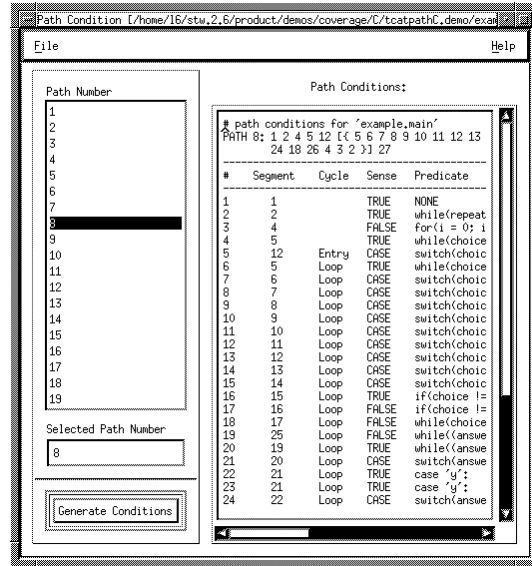 Path Condition [/home/16/stw.2.6/product/demos/coverage/C/tcatpathC.demo/exam
File
Help
Path Number
1
2
3
4
5
6
7
8
9
10
11
12
13
14
15
16
17
18
19
Selected Path Number
8
Generate Conditions
Path Conditions:
# path conditions for 'example.main'
PATH 8: 1 2 4 5 12 [{ 5 6 7 8 9 10 11 12 13
24 18 26 4 3 2 }] 27
# Segment Cycle Sense Predicate
1 1 TRUE NONE
2 2 TRUE while(repeat
3 4 FALSE for(i = 0; i
4 5 TRUE while(choice
5 12 Entry CASE switch(choic
6 5 Loop TRUE while(choice
7 6 Loop CASE switch(choic
8 7 Loop CASE switch(choic
9 8 Loop CASE switch(choic
10 9 Loop CASE switch(choic
11 10 Loop CASE switch(choic
12 11 Loop CASE switch(choic
13 12 Loop CASE switch(choic
14 13 Loop CASE switch(choic
15 14 Loop CASE switch(choic
16 15 Loop TRUE if(choice !=
17 16 Loop FALSE if(choice !=
18 17 Loop FALSE while(choice
19 25 Loop FALSE while((answe
20 19 Loop TRUE while((answe
21 20 Loop CASE switch(answe
22 21 Loop TRUE case 'y':
23 21 Loop TRUE case 'y':
24 22 Loop CASE switch(answe